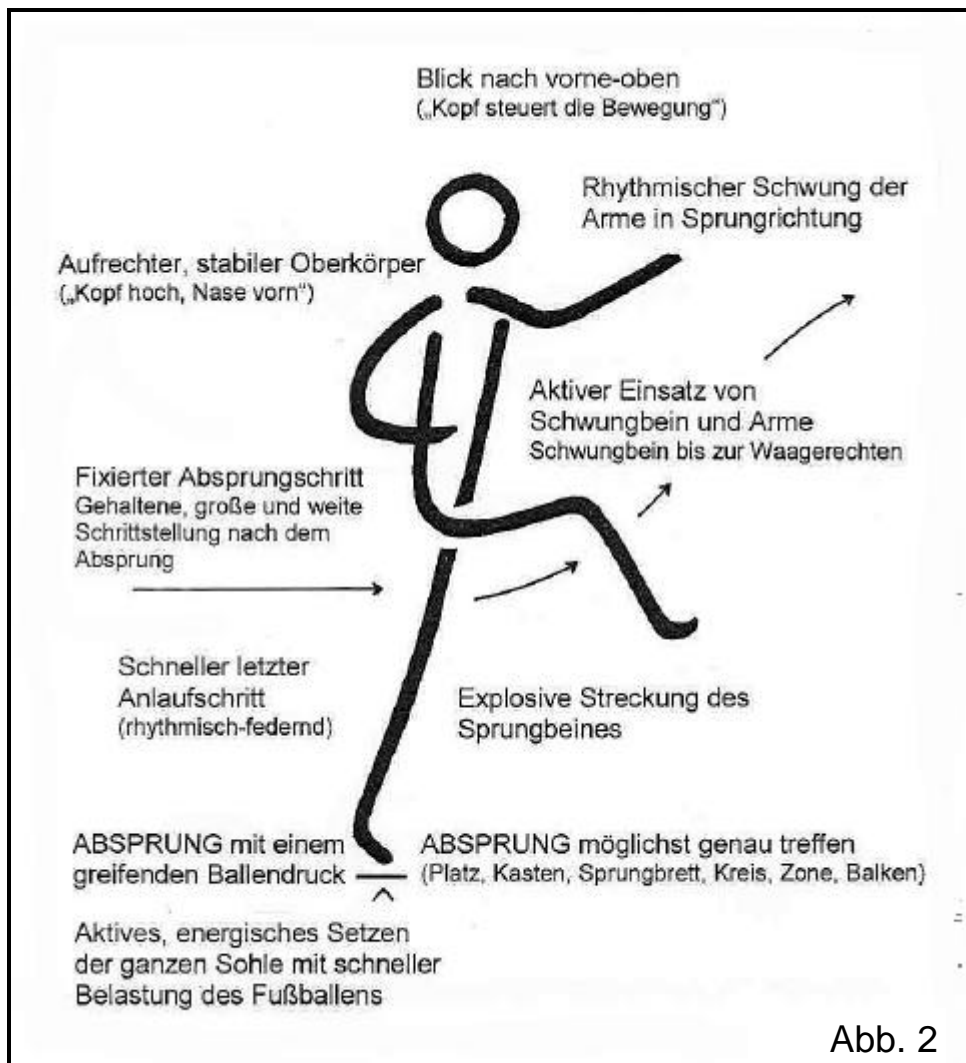 Blick nach vorne-oben
(„Kopf steuert die Bewegung")
Rhythmischer Schwung der
Arme in Sprungrichtung
Aufrechter, stabiler Oberkörper
(„Kopf hoch, Nase vorn")
Aktiver Einsatz von
Schwungbein und Arme
Schwungbein bis zur Waagerechten
Fixierter Absprungschritt
Gehaltene, große und weite
Schrittstellung nach dem
Absprung
Schneller letzter
Anlaufschritt
(rhythmisch-federnd)
Explosive Streckung des
Sprungbeines
ABSPRUNG mit einem
greifenden Ballendruck
ABSPRUNG möglichst genau treffen
(Platz, Kasten, Sprungbrett, Kreis, Zone, Balken)
Aktives, energisches Setzen
der ganzen Sohle mit schneller
Belastung des Fußballens
Abb. 2